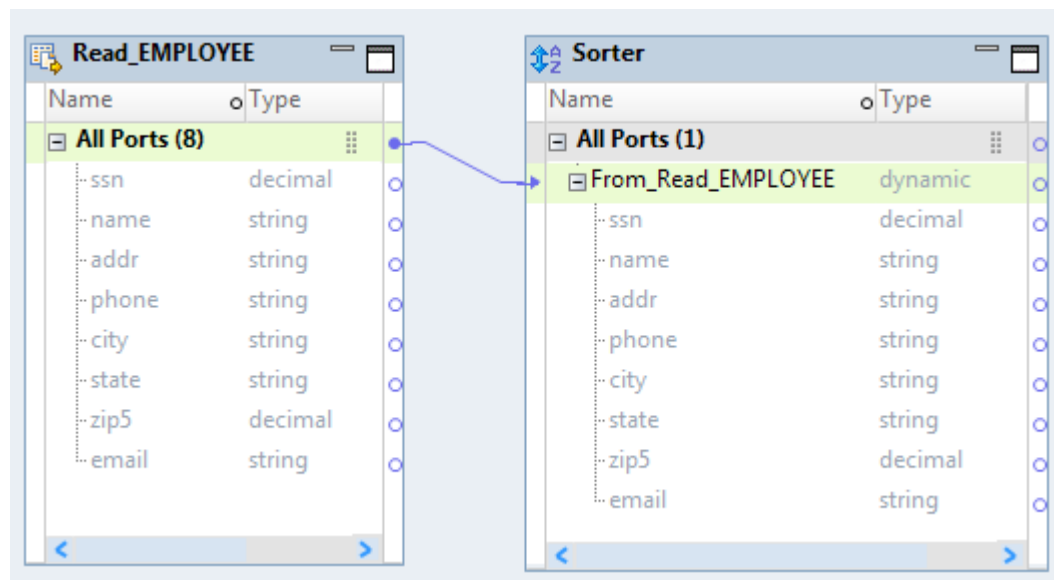 Read_EMPLOYEE
Name Type
All Ports (8)
ssn decimal
name string
addr string
phone string
city string
state string
zip5 decimal
email string
Sorter
Name Type
All Ports (1)
From_Read_EMPLOYEE dynamic
ssn decimal
name string
addr string
phone string
city string
state string
zip5 decimal
email string